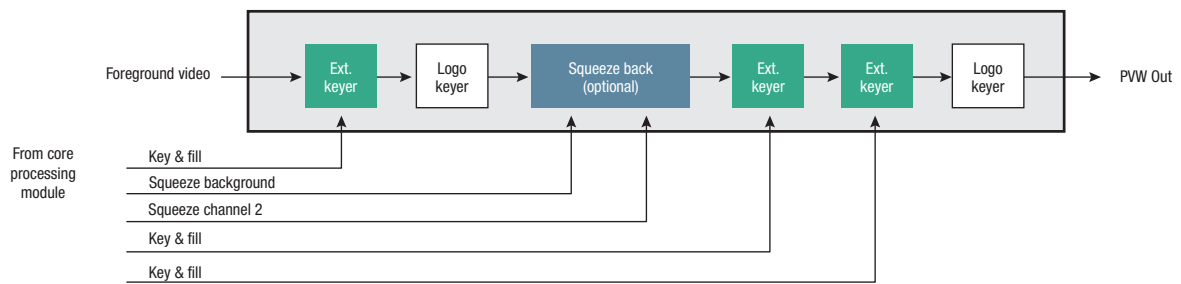 Foreground video
Ext.
keyer
Logo
keyer
Squeeze back
(optional)
Ext.
keyer
Ext.
keyer
Logo
keyer
PVW Out
From core
processing
module
Key & fill
Squeeze background
Squeeze channel 2
Key & fill
Key & fill